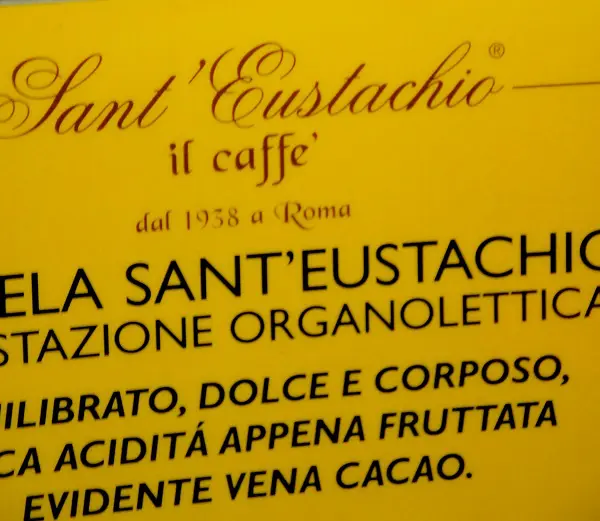 Sant'Eustachio®
il caffe'
dal 1938 a Roma
ELA SANT'EUSTACHIO
STAZIONE ORGANOLETTICA
ILIBRATO, DOLCE E CORPOSO,
CA ACIDITÁ APPENA FRUTTATA
EVIDENTE VENA CACAO.